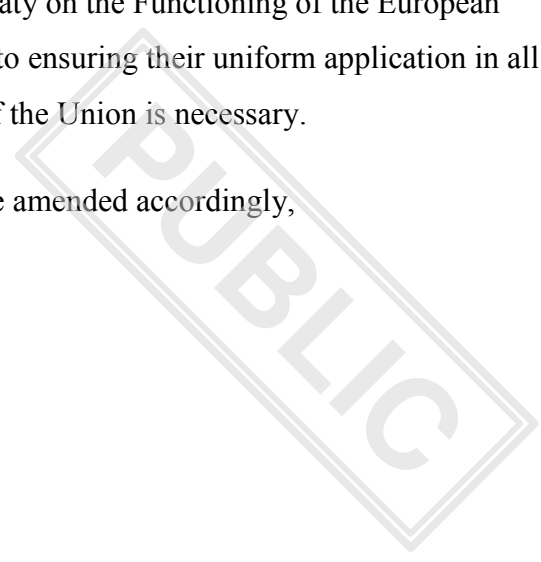 aty on the Functioning of the European
to ensuring their uniform application in all
f the Union is necessary.
e amended accordingly,
PUBLIC